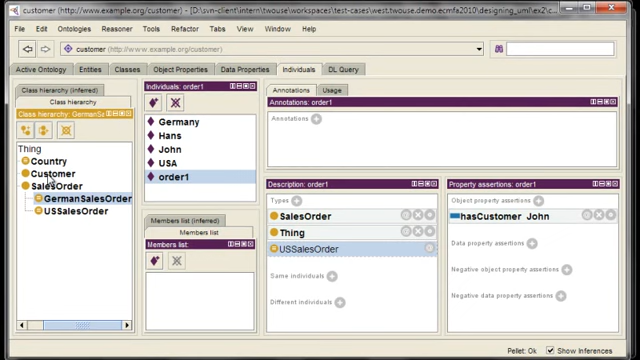 customer (http://www.example.org/customer) : [D:\svn-client\intern\twouse\workspaces\test-cases\west.twouse.demo.ecmfa2010\designing_uml\ex2\c...
File Edit Ontologies Reasoner Tools Refactor Tabs View Window Help
customer (http://www.example.org/customer)
Active Ontology Entities Classes Object Properties Data Properties Individuals DL Query
Class hierarchy (inferred)
Class hierarchy
Class hierarchy: GermanSa
Thing
Country
Customer
SalesOrder
GermanSalesOrder
USSalesOrder
Individuals: order1
Germany
Hans
John
USA
order1
Members list (inferred)
Members list
Members list:
Annotations Usage
Annotations: order1
Annotations
Description: order1
Types
SalesOrder
Thing
USSalesOrder
Same individuals
Different individuals
Property assertions: order1
Object property assertions
hasCustomer John
Data property assertions
Negative object property assertions
Negative data property assertions
Pellet: Ok Show Inferences